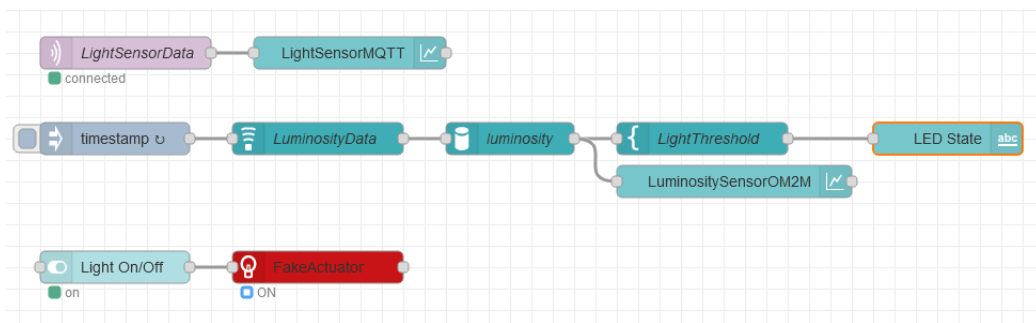 LightSensorData
LightSensorMQTT
connected
timestamp ↻
LuminosityData
luminosity
LightThreshold
LED State
abc
LuminositySensorOM2M
Light On/Off
FakeActuator
on
ON